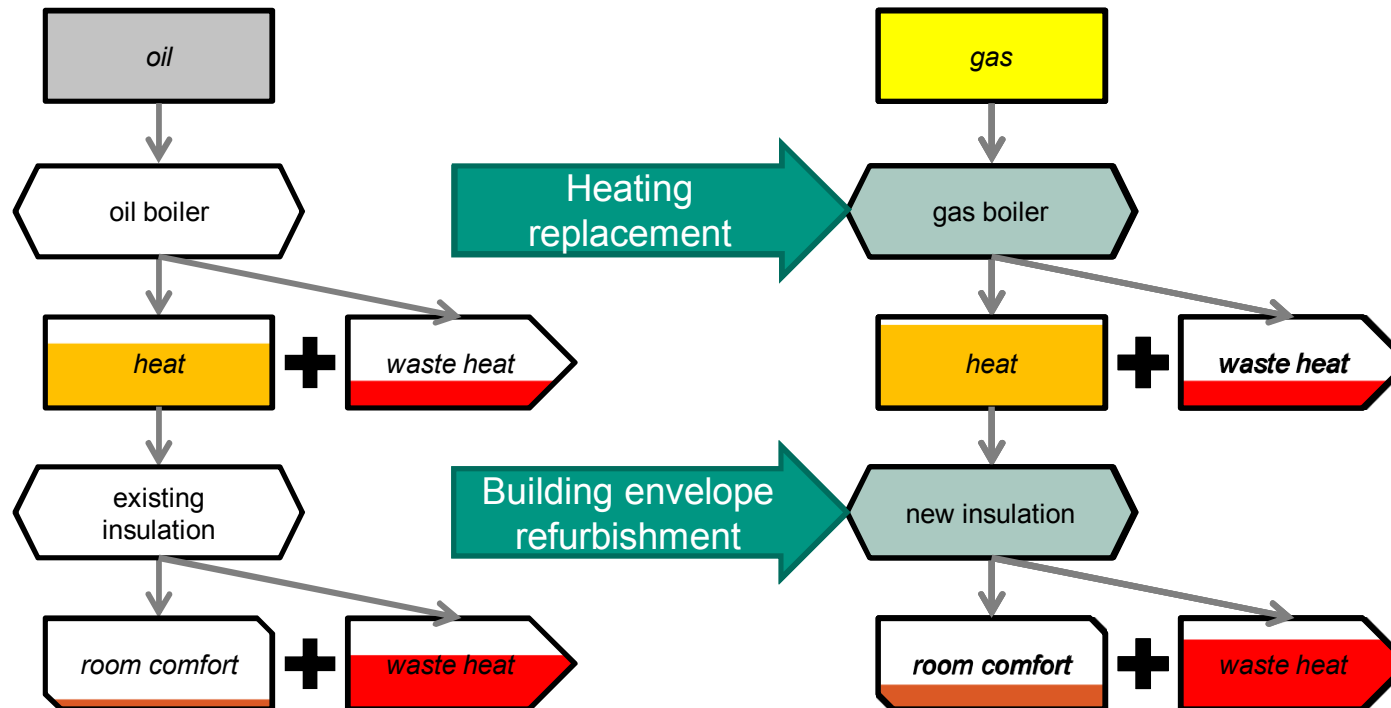 oil
gas
oil boiler
Heating
replacement
gas boiler
heat
waste heat
heat
waste heat
existing
insulation
Building envelope
refurbishment
new insulation
room comfort
waste heat
room comfort
waste heat